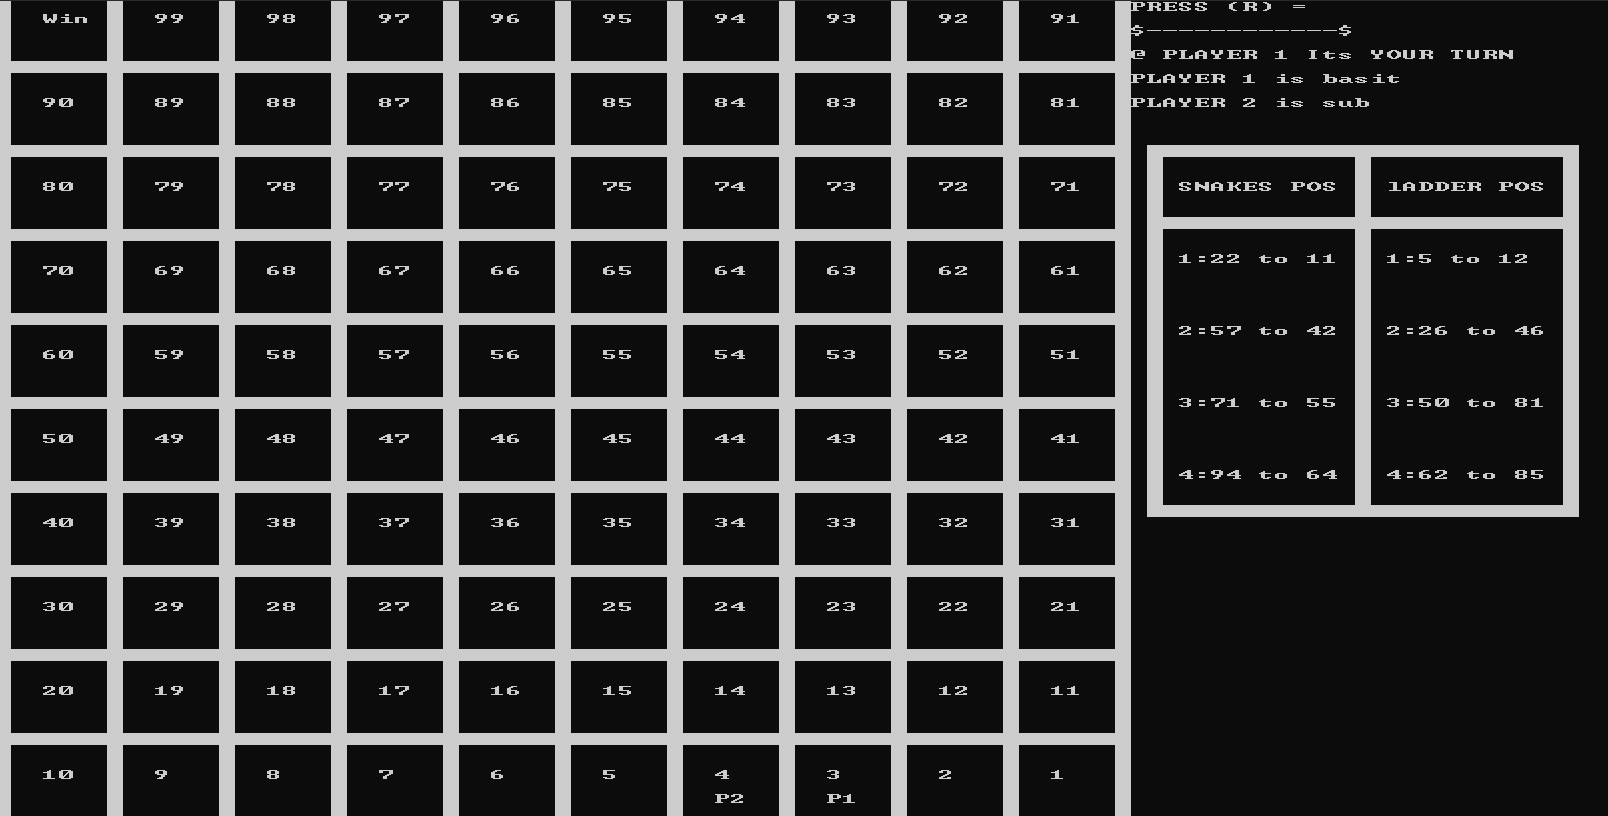 Win 99 98 97 96 95 94 93 92 91
90 89 88 87 86 85 84 83 82 81
80 79 78 77 76 75 74 73 72 71
70 69 68 67 66 65 64 63 62 61
60 59 58 57 56 55 54 53 52 51
50 49 48 47 46 45 44 43 42 41
40 39 38 37 36 35 34 33 32 31
30 29 28 27 26 25 24 23 22 21
20 19 18 17 16 15 14 13 12 11
10 9 8 7 6 5 4 3 2 1
P2 P1
PRESS (R) =
$------------$
@ PLAYER 1 Its YOUR TURN
PLAYER 1 is basit
PLAYER 2 is sub
SNAKES POS lADDER POS
1:22 to 11 1:5 to 12
2:57 to 42 2:26 to 46
3:71 to 55 3:50 to 81
4:94 to 64 4:62 to 85